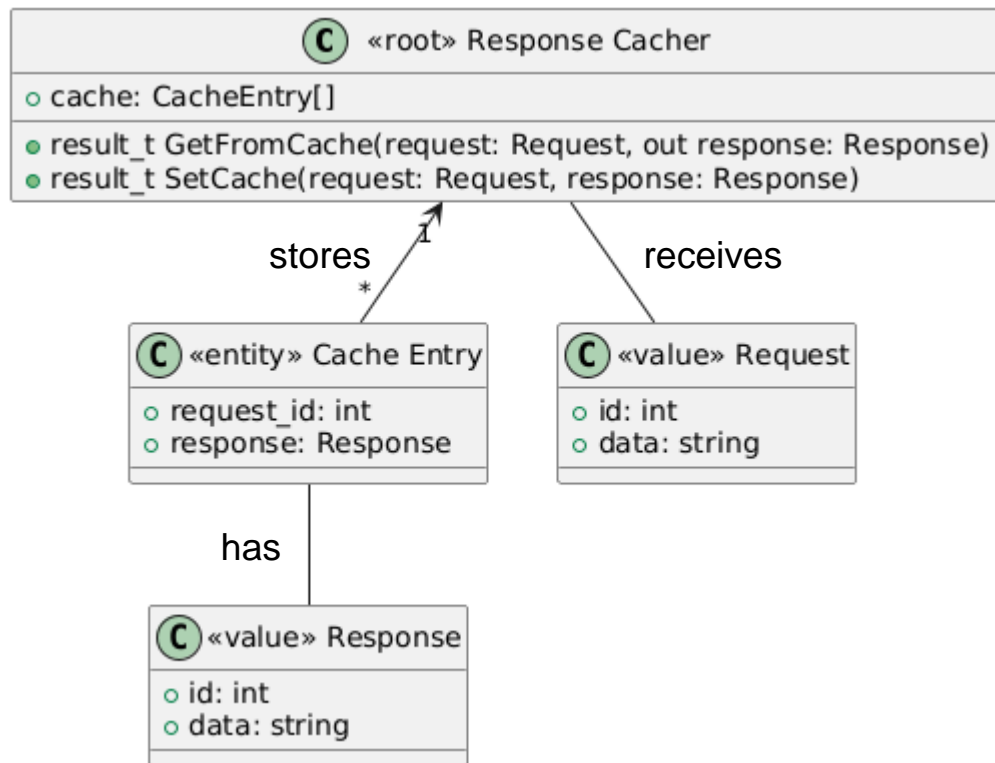 C «root» Response Cacher
cache: CacheEntry[]
result_t GetFromCache(request: Request, out response: Response)
result_t SetCache(request: Request, response: Response)
1
stores
receives
*
C «entity» Cache Entry
request_id: int
response: Response
C «value» Request
id: int
data: string
has
C «value» Response
id: int
data: string